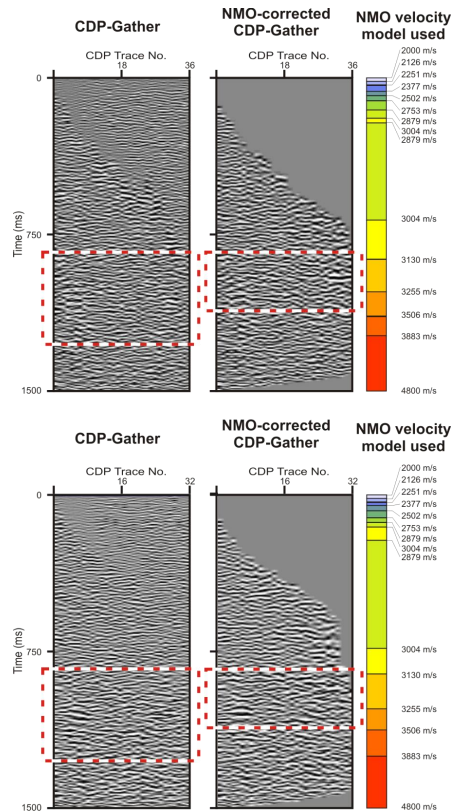 CDP-Gather
NMO-corrected
CDP-Gather
NMO velocity
model used
CDP Trace No.
CDP Trace No.
18
36
18
36
0
750
1500
Time (ms)
2000 m/s
2126 m/s
2251 m/s
2377 m/s
2502 m/s
2753 m/s
2879 m/s
3004 m/s
2879 m/s
3004 m/s
3130 m/s
3255 m/s
3506 m/s
3883 m/s
4800 m/s
CDP-Gather
NMO-corrected
CDP-Gather
NMO velocity
model used
CDP Trace No.
CDP Trace No.
16
32
16
32
0
750
1500
Time (ms)
2000 m/s
2126 m/s
2251 m/s
2377 m/s
2502 m/s
2753 m/s
2879 m/s
3004 m/s
2879 m/s
3004 m/s
3130 m/s
3255 m/s
3506 m/s
3883 m/s
4800 m/s